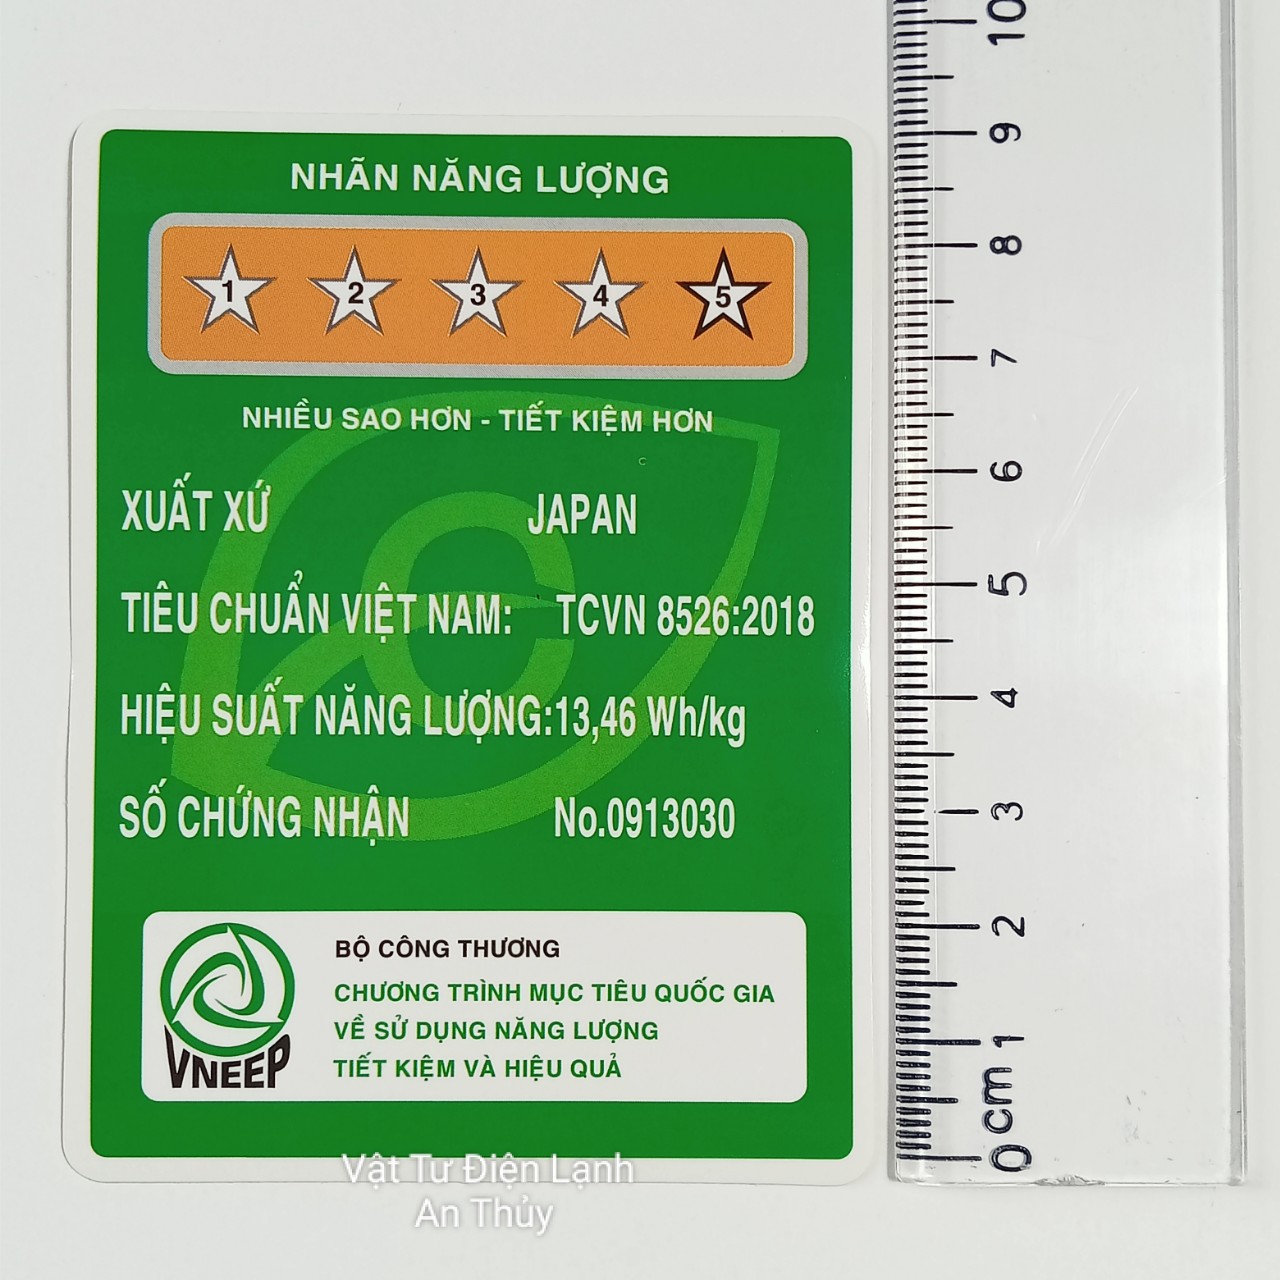 NHÃN NĂNG LƯỢNG
1 2 3 4 5
NHIỀU SAO HƠN - TIẾT KIỆM HƠN
XUẤT XỨ JAPAN
TIÊU CHUẨN VIỆT NAM: TCVN 8526:2018
HIỆU SUẤT NĂNG LƯỢNG:13,46 Wh/kg
SỐ CHỨNG NHẬN No.0913030
VNEEP
BỘ CÔNG THƯƠNG
CHƯƠNG TRÌNH MỤC TIÊU QUỐC GIA
VỀ SỬ DỤNG NĂNG LƯỢNG
TIẾT KIỆM VÀ HIỆU QUẢ
Vật Tư Điện Lạnh
An Thủy
0 cm 1 2 3 4 5 6 7 8 9 10